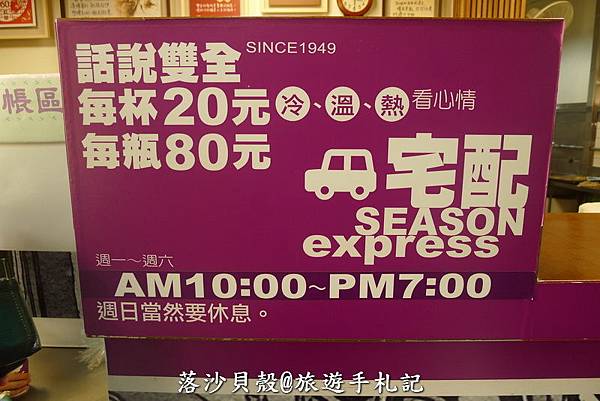 SINCE1949
話說雙全
每杯20元 冷、溫、熱 看心情
每瓶80元
宅配
SEASON
express
週一～週六
AM10:00~PM7:00
週日當然要休息。
帳區
落沙貝殼@旅遊手札記